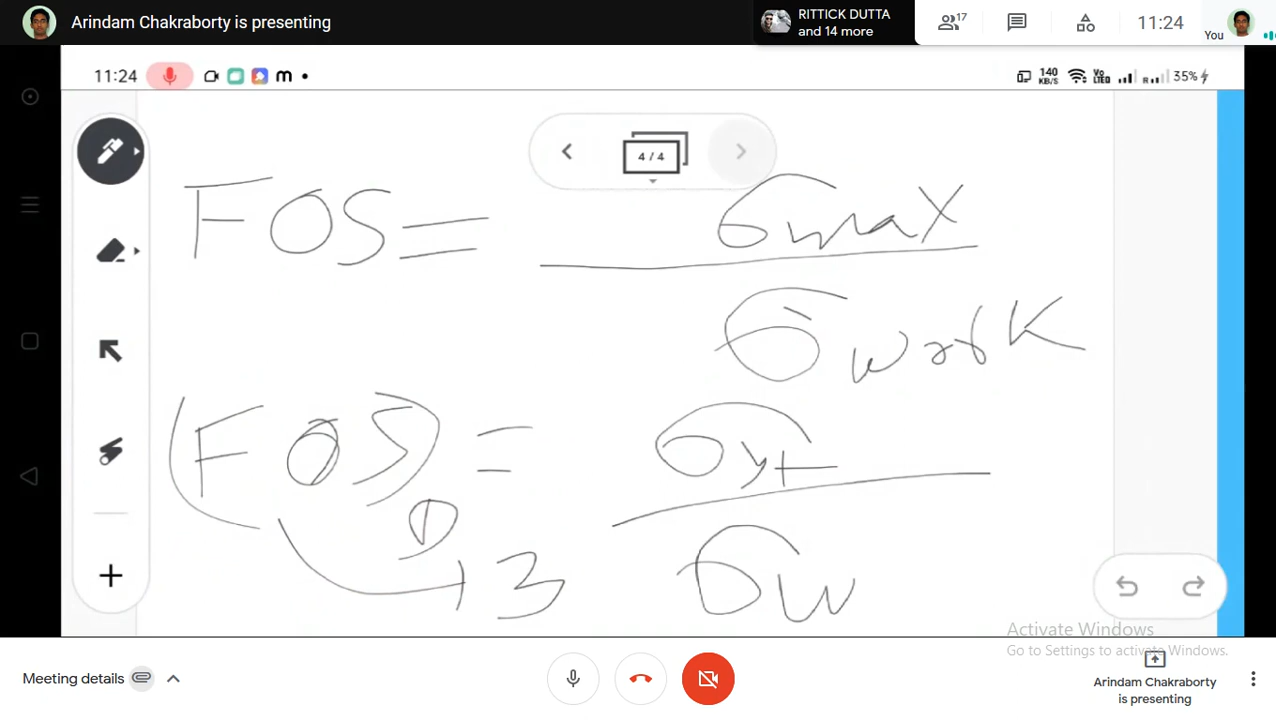 Arindam Chakraborty is presenting
RITTICK DUTTA
and 14 more
17
11:24
You
11:24
m
140
KB/S
Vo
LTED
R
35%
4 / 4
FOS = σmax
σwork
(FOS)D = σyt
σw
3
Activate Windows
Go to Settings to activate Windows.
Meeting details
Arindam Chakraborty
is presenting